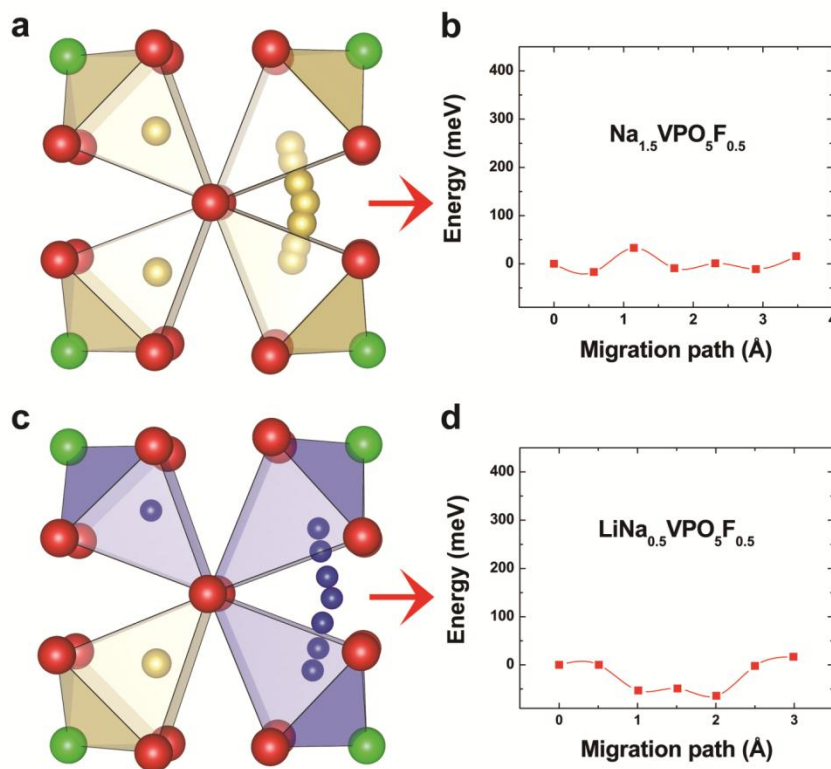 a
b
400
300
200
100
0
Energy (meV)
Na1.5VPO5F0.5
0 1 2 3 4
Migration path (Å)
c
d
400
300
200
100
0
Energy (meV)
LiNa0.5VPO5F0.5
0 1 2 3
Migration path (Å)